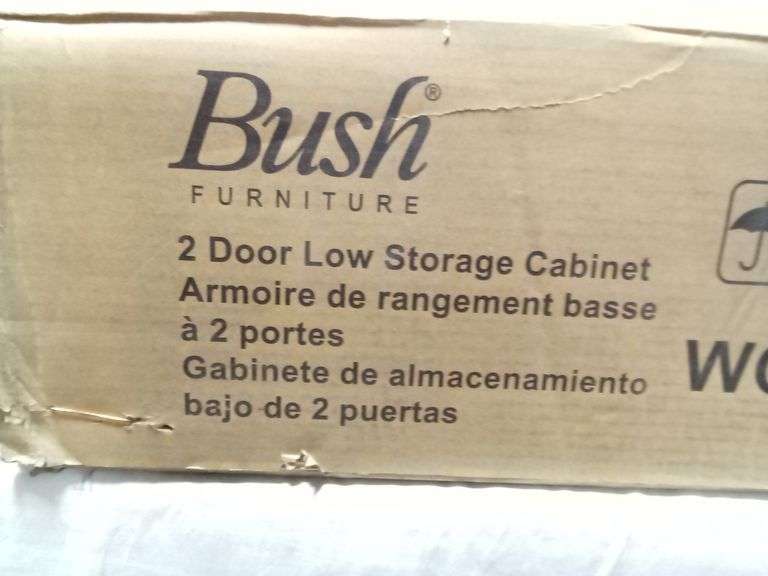 Bush®
FURNITURE
2 Door Low Storage Cabinet
Armoire de rangement basse
à 2 portes
Gabinete de almacenamiento
bajo de 2 puertas